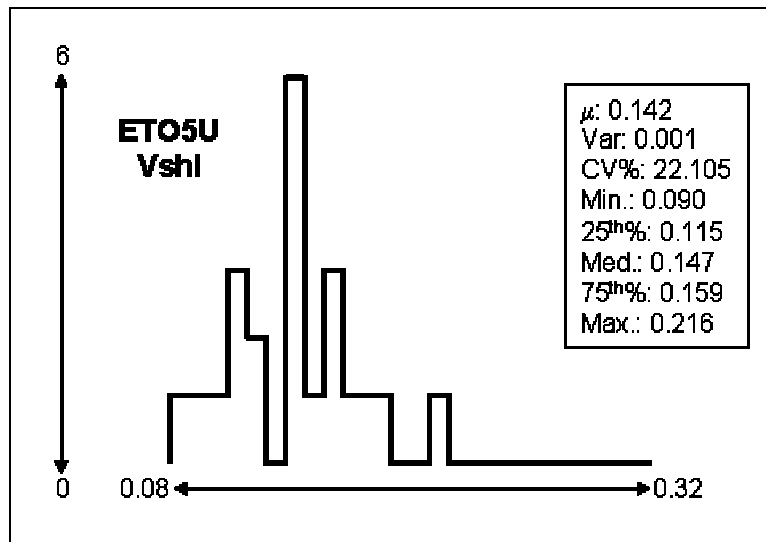 6
ETO5U
Vshl
μ: 0.142
Var: 0.001
CV%: 22.105
Min.: 0.090
25th%: 0.115
Med.: 0.147
75th%: 0.159
Max.: 0.216
0
0.08
0.32